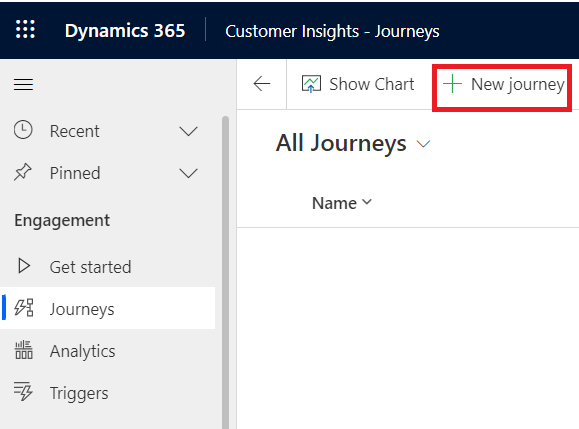 Dynamics 365 Customer Insights - Journeys
Show Chart New journey
Recent
Pinned
Engagement
Get started
Journeys
Analytics
Triggers
All Journeys
Name